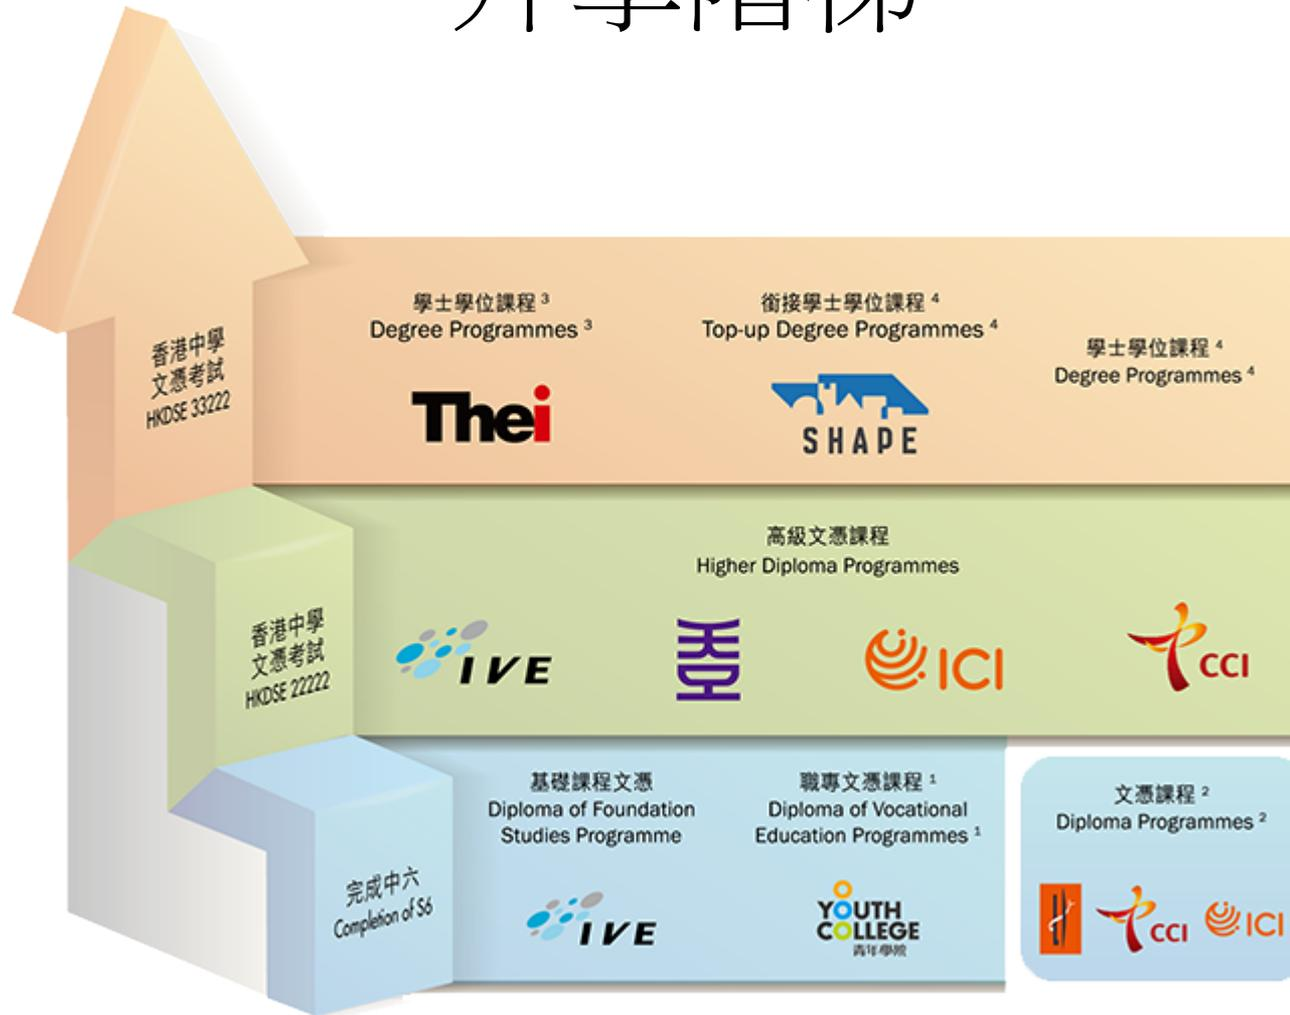 升學階梯
學士學位課程 3
Degree Programmes 3
Thei
銜接學士學位課程 4
Top-up Degree Programmes 4
SHAPE
學士學位課程 4
Degree Programmes 4
香港中學
文憑考試
HKDSE 33222
高級文憑課程
Higher Diploma Programmes
IVE
HKDI
ICI
CCI
香港中學
文憑考試
HKDSE 22222
基礎課程文憑
Diploma of Foundation
Studies Programme
IVE
職專文憑課程 1
Diploma of Vocational
Education Programmes 1
YOUTH
COLLEGE
青年學院
文憑課程 2
Diploma Programmes 2
CCI
ICI
完成中六
Completion of S6